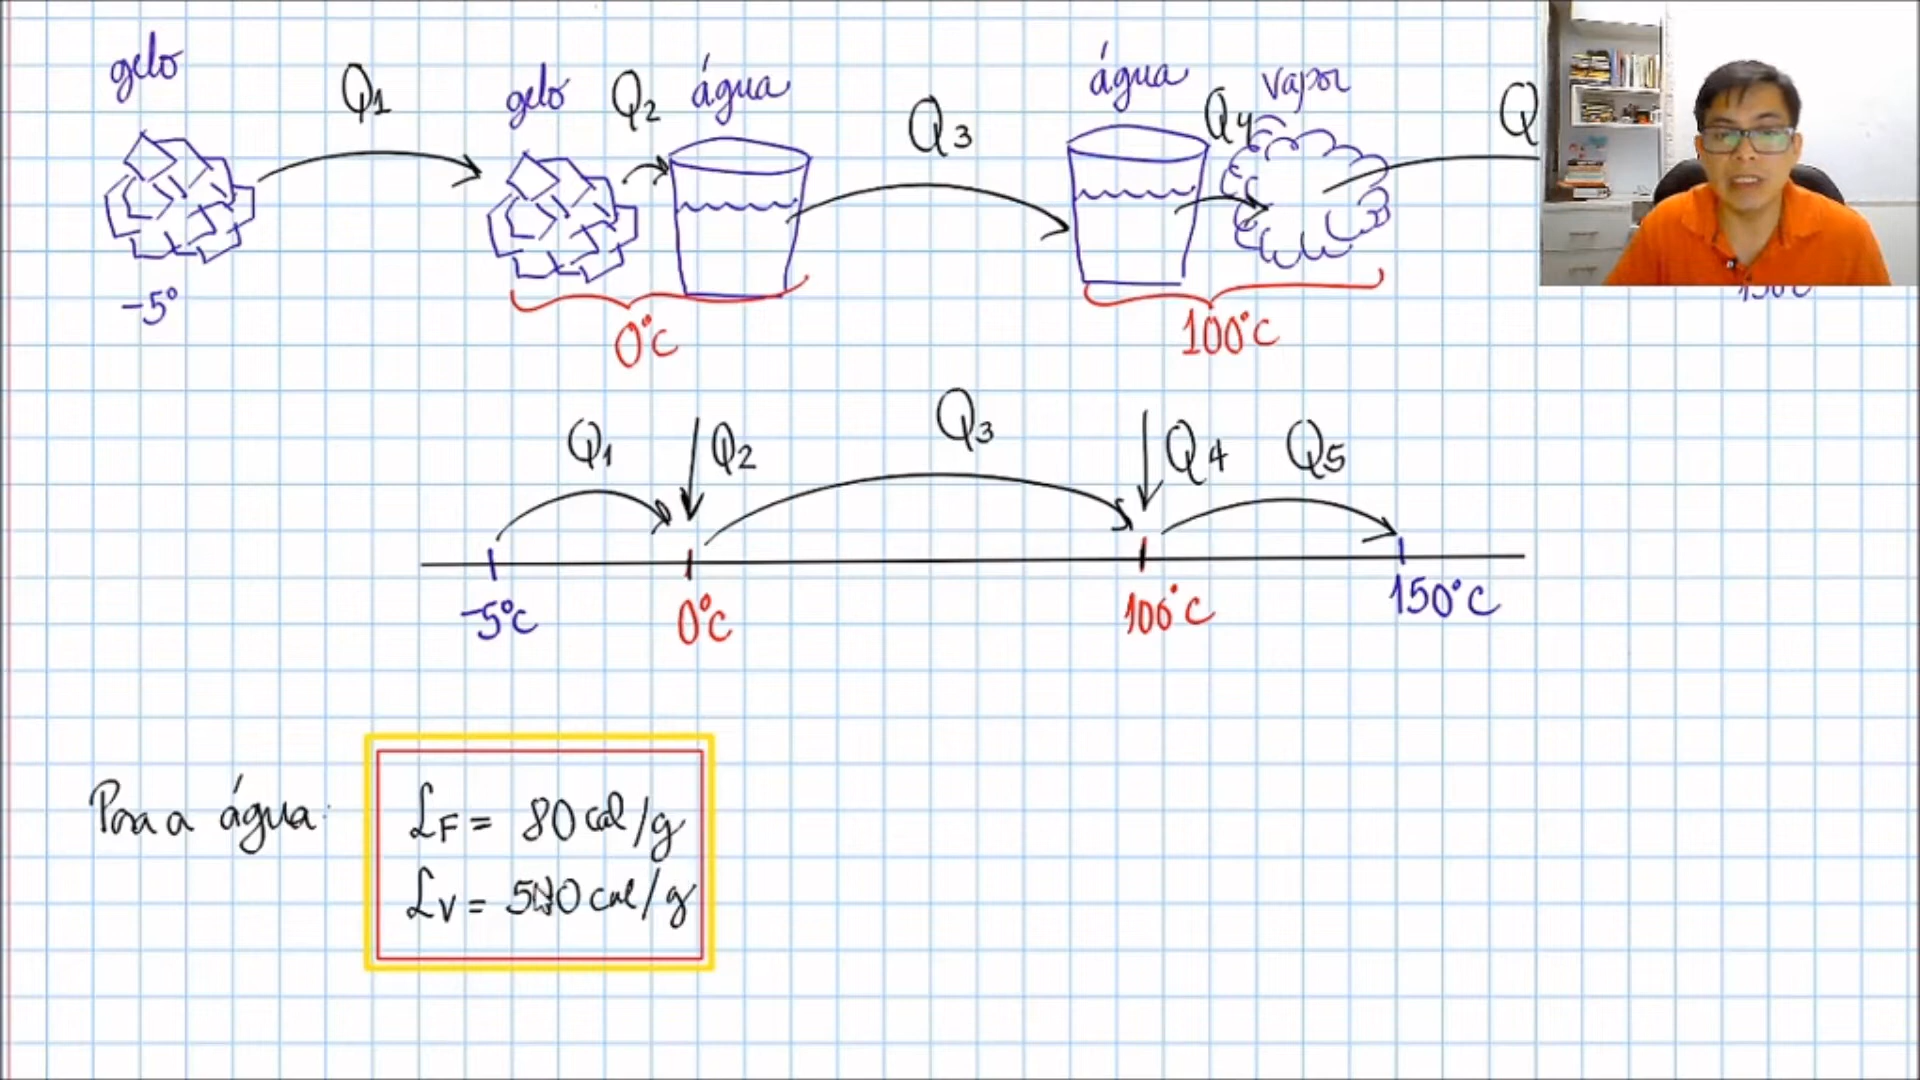 gelo Q1 gelo Q2 água Q3 água Q4 vapor Q
-5° 0°C 100°C 150°C
Q1 Q2 Q3 Q4 Q5
-5°C 0°C 100°C 150°C
Para a água:
LF = 80 cal/g
LV = 540 cal/g